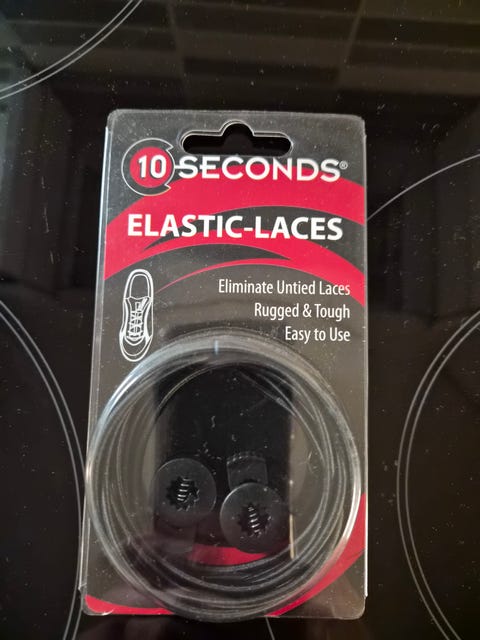 10 SECONDS®
ELASTIC-LACES
Eliminate Untied Laces
Rugged & Tough
Easy to Use